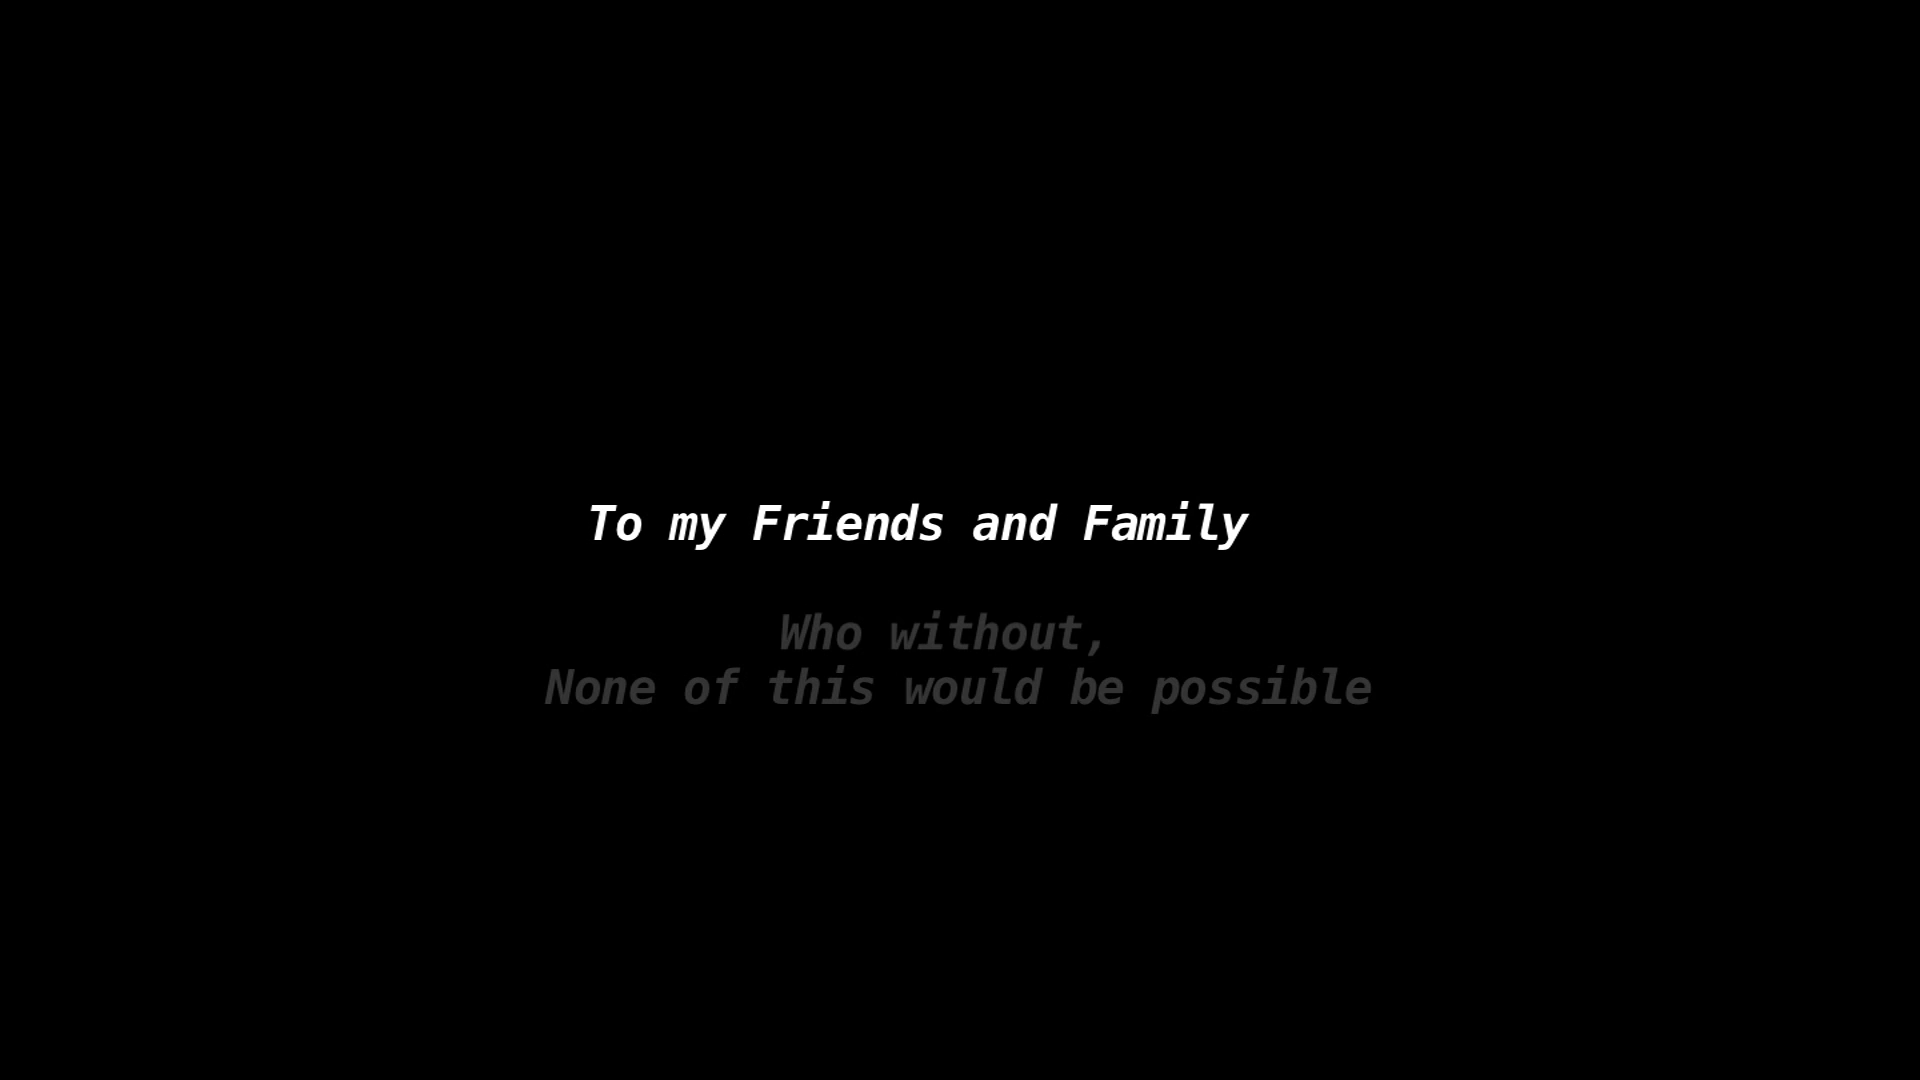 To my Friends and Family
Who without,
None of this would be possible